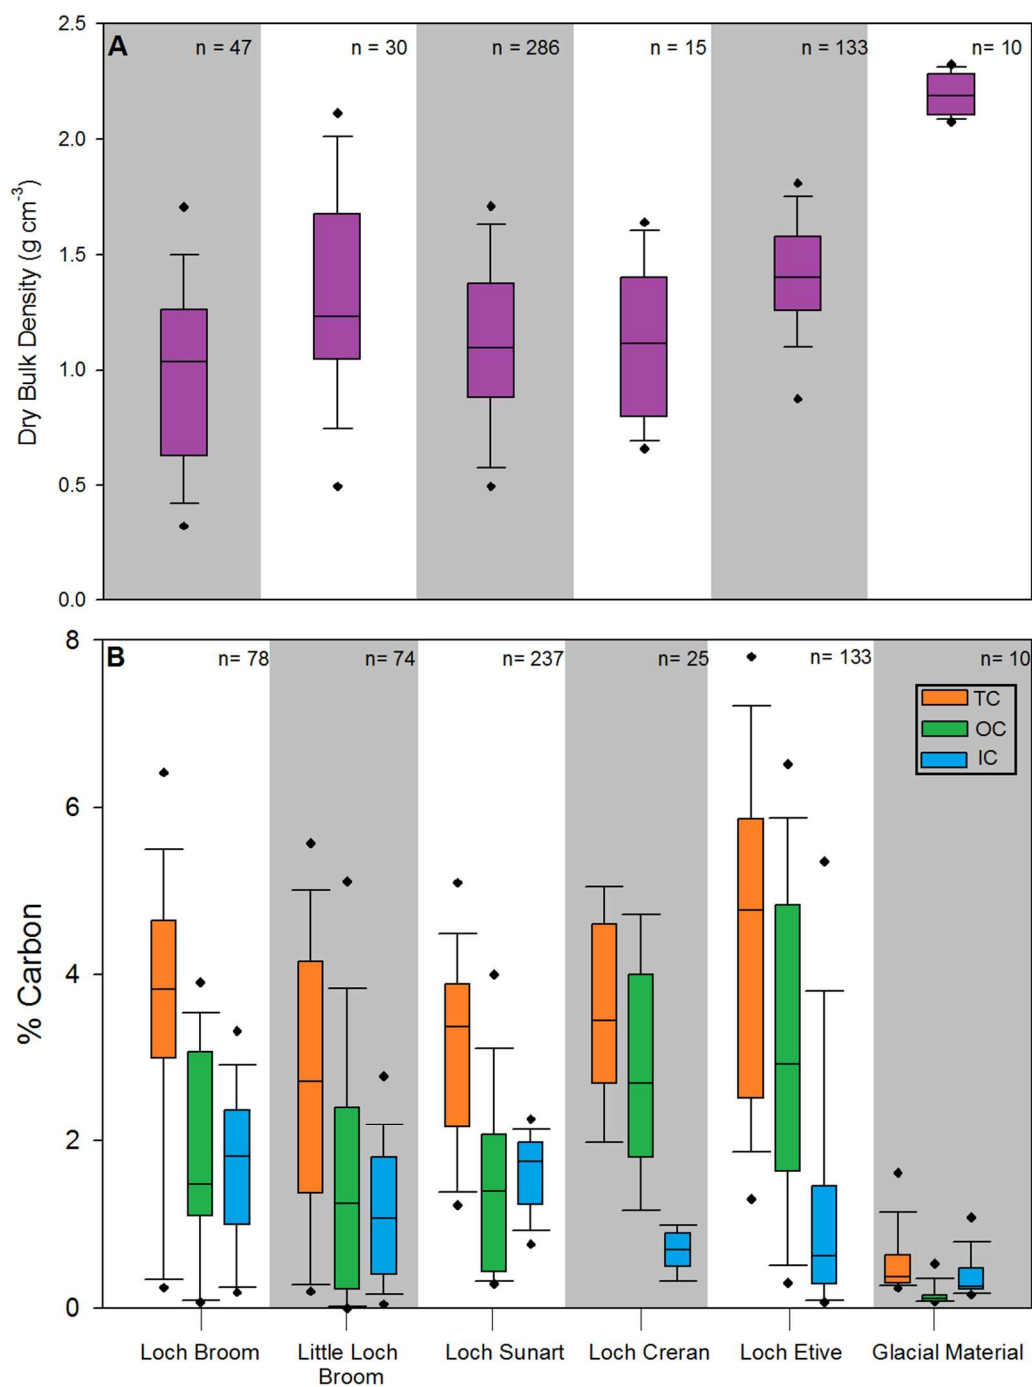 A
n = 47
n = 30
n = 286
n = 15
n = 133
n = 10
2.5
2.0
1.5
1.0
0.5
0.0
Dry Bulk Density (g cm-3)
B
n= 78
n= 74
n= 237
n= 25
n= 133
n= 10
TC
OC
IC
8
6
4
2
0
% Carbon
Loch Broom
Little Loch
Broom
Loch Sunart
Loch Creran
Loch Etive
Glacial Material